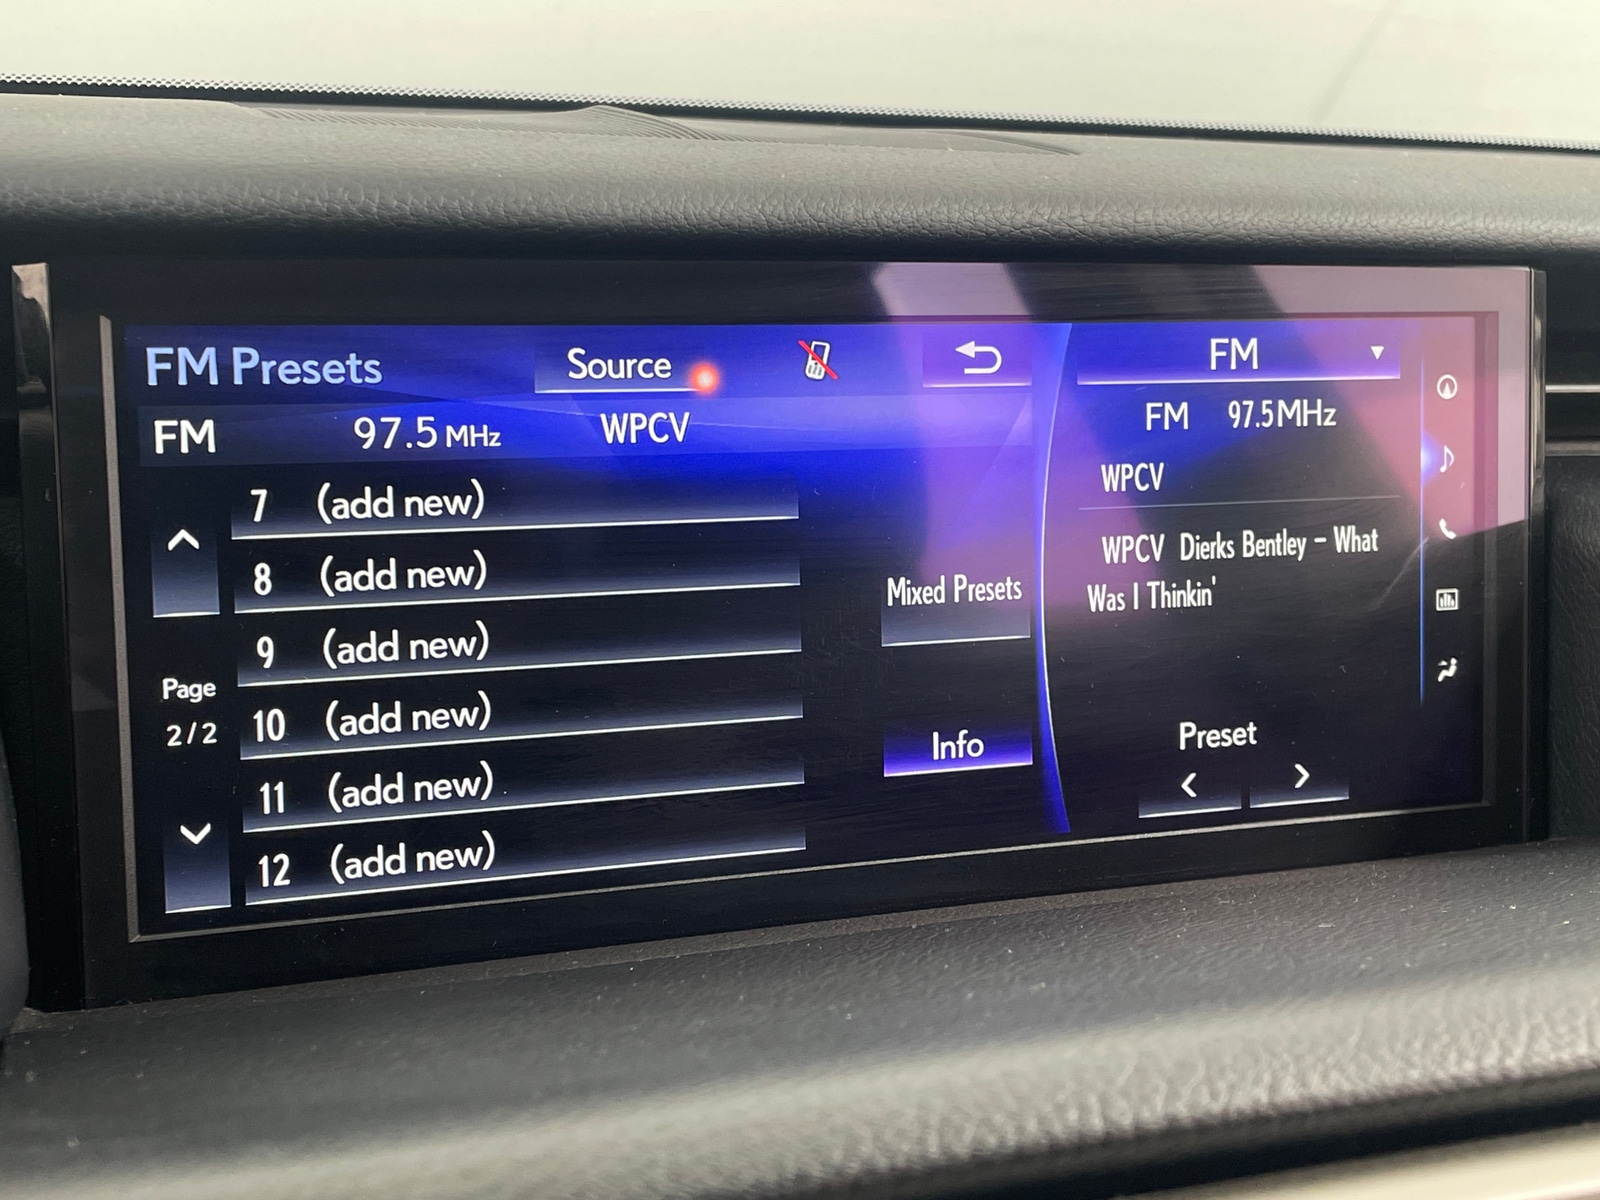 FM Presets
Source
FM 97.5 MHz WPCV
7 (add new)
8 (add new)
9 (add new)
10 (add new)
11 (add new)
12 (add new)
Page
2/2
Mixed Presets
Info
FM
FM 97.5MHz
WPCV
WPCV Dierks Bentley - What
Was I Thinkin'
Preset